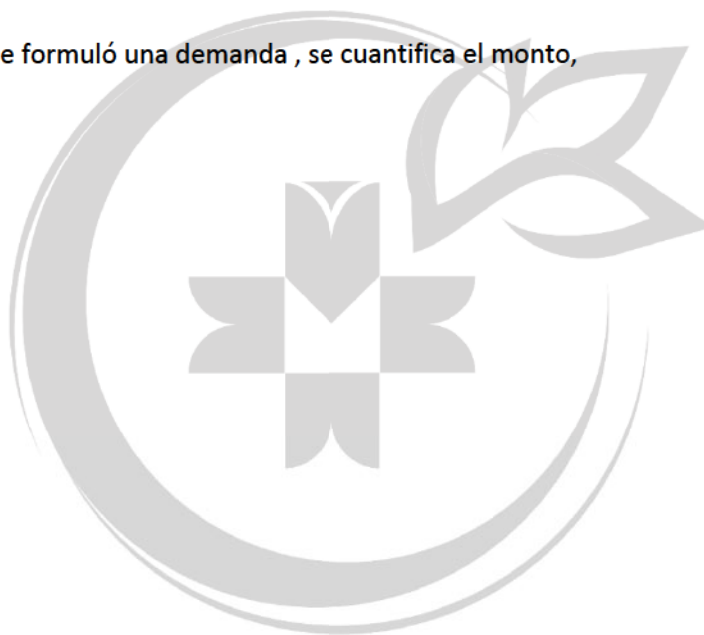 e formuló una demanda , se cuantifica el monto,